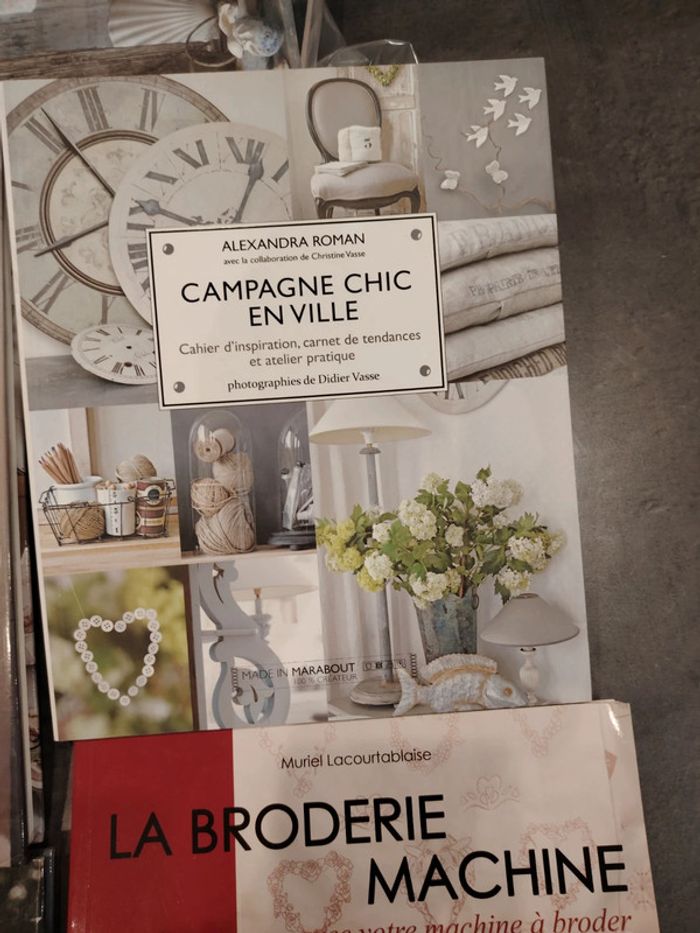 ALEXANDRA ROMAN
avec la collaboration de Christine Vasse
CAMPAGNE CHIC
EN VILLE
Cahier d'inspiration, carnet de tendances
et atelier pratique
photographies de Didier Vasse
MADE IN MARABOUT
100 % CRÉATEUR
Muriel Lacourtablaise
LA BRODERIE
MACHINE
votre machine à broder